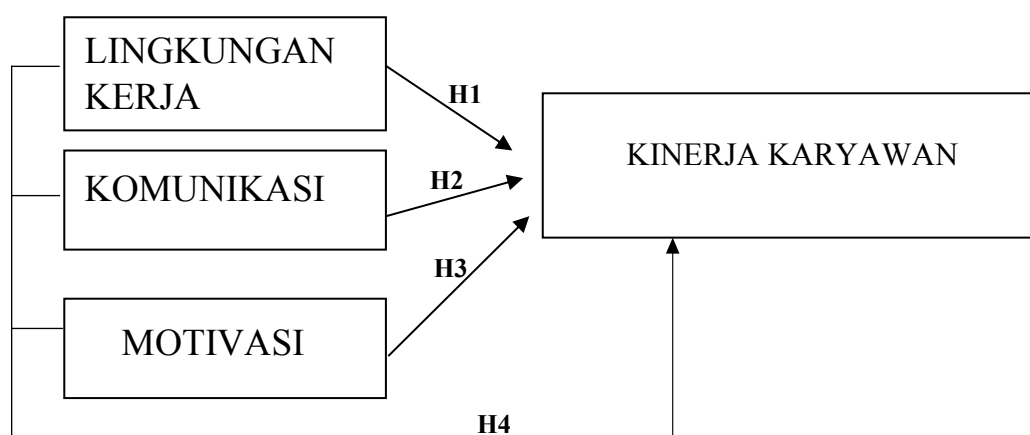 LINGKUNGAN
KERJA
H1
KINERJA KARYAWAN
KOMUNIKASI
H2
H3
MOTIVASI
H4